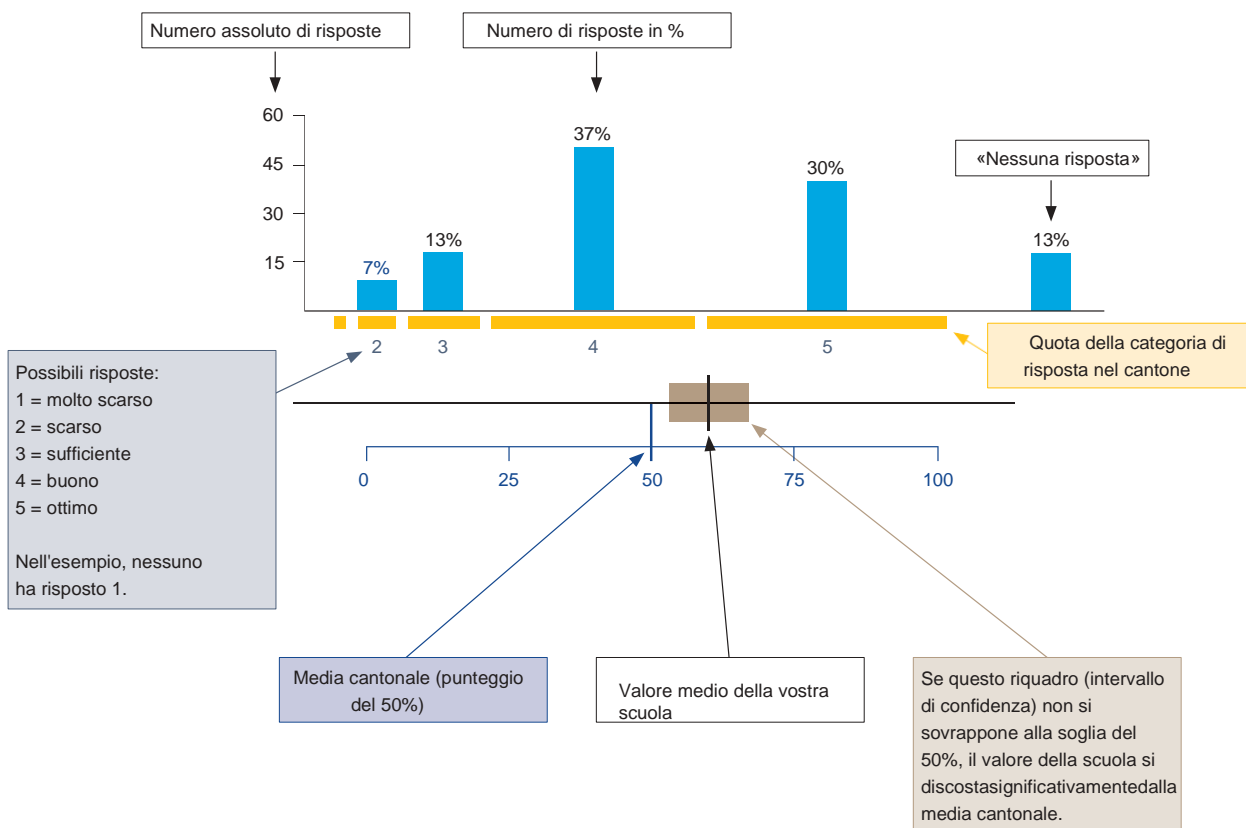 Numero assoluto di risposte
Numero di risposte in %
«Nessuna risposta»
60
45
30
15
7%
13%
37%
30%
13%
2
3
4
5
Quota della categoria di
risposta nel cantone
Possibili risposte:
1 = molto scarso
2 = scarso
3 = sufficiente
4 = buono
5 = ottimo
Nell'esempio, nessuno
ha risposto 1.
0
25
50
75
100
Media cantonale (punteggio
del 50%)
Valore medio della vostra
scuola
Se questo riquadro (intervallo
di confidenza) non si
sovrappone alla soglia del
50%, il valore della scuola si
discostasignificativamentedalla
media cantonale.